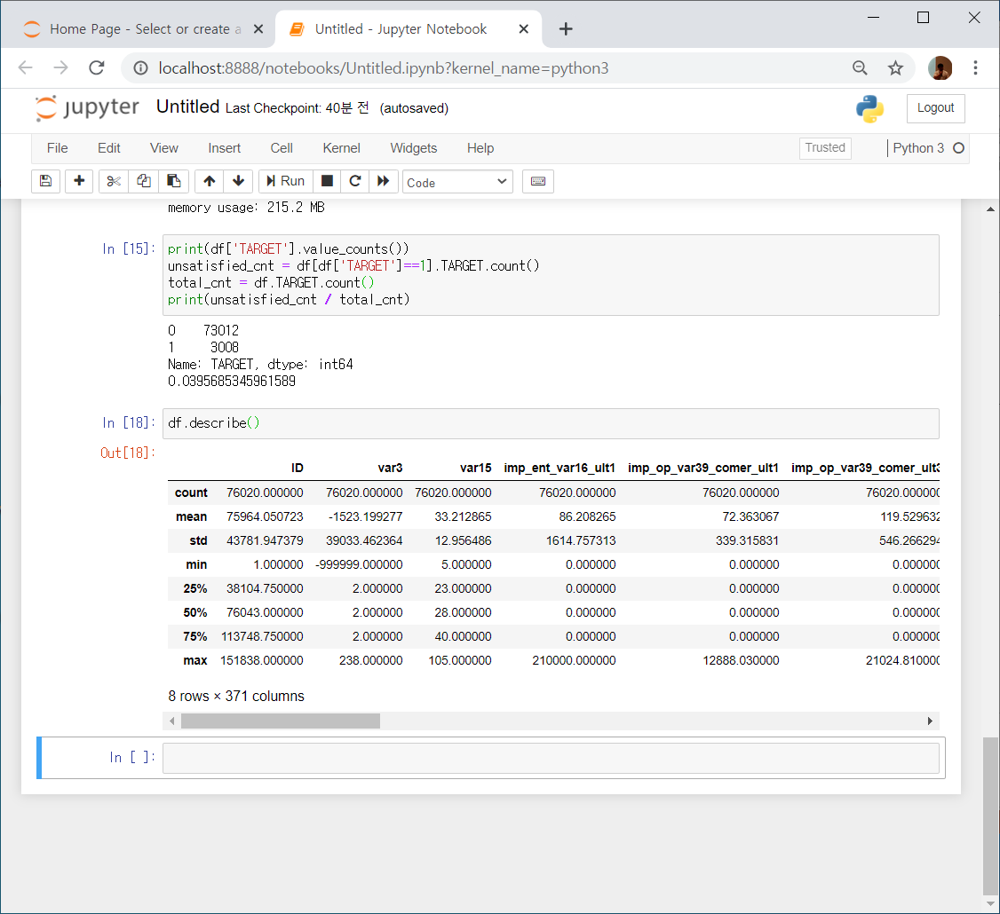 Home Page - Select or create a
Untitled - Jupyter Notebook
localhost:8888/notebooks/Untitled.ipynb?kernel_name=python3
jupyter Untitled Last Checkpoint: 40분 전 (autosaved)
Logout
File Edit View Insert Cell Kernel Widgets Help
Trusted
Python 3
Run
Code
memory usage: 215.2 MB
In [15]: print(df['TARGET'].value_counts())
unsatisfied_cnt = df[df['TARGET']==1].TARGET.count()
total_cnt = df.TARGET.count()
print(unsatisfied_cnt / total_cnt)
0 73012
1 3008
Name: TARGET, dtype: int64
0.0395685345961589
In [18]: df.describe()
Out[18]:
ID var3 var15 imp_ent_var16_ult1 imp_op_var39_comer_ult1 imp_op_var39_comer_ult3
count 76020.000000 76020.000000 76020.000000 76020.000000 76020.000000 76020.000000
mean 75964.050723 -1523.199277 33.212865 86.208265 72.363067 119.529632
std 43781.947379 39033.462364 12.956486 1614.757313 339.315831 546.266294
min 1.000000 -999999.000000 5.000000 0.000000 0.000000 0.000000
25% 38104.750000 2.000000 23.000000 0.000000 0.000000 0.000000
50% 76043.000000 2.000000 28.000000 0.000000 0.000000 0.000000
75% 113748.750000 2.000000 40.000000 0.000000 0.000000 0.000000
max 151838.000000 238.000000 105.000000 210000.000000 12888.030000 21024.810000
8 rows × 371 columns
In [ ]: